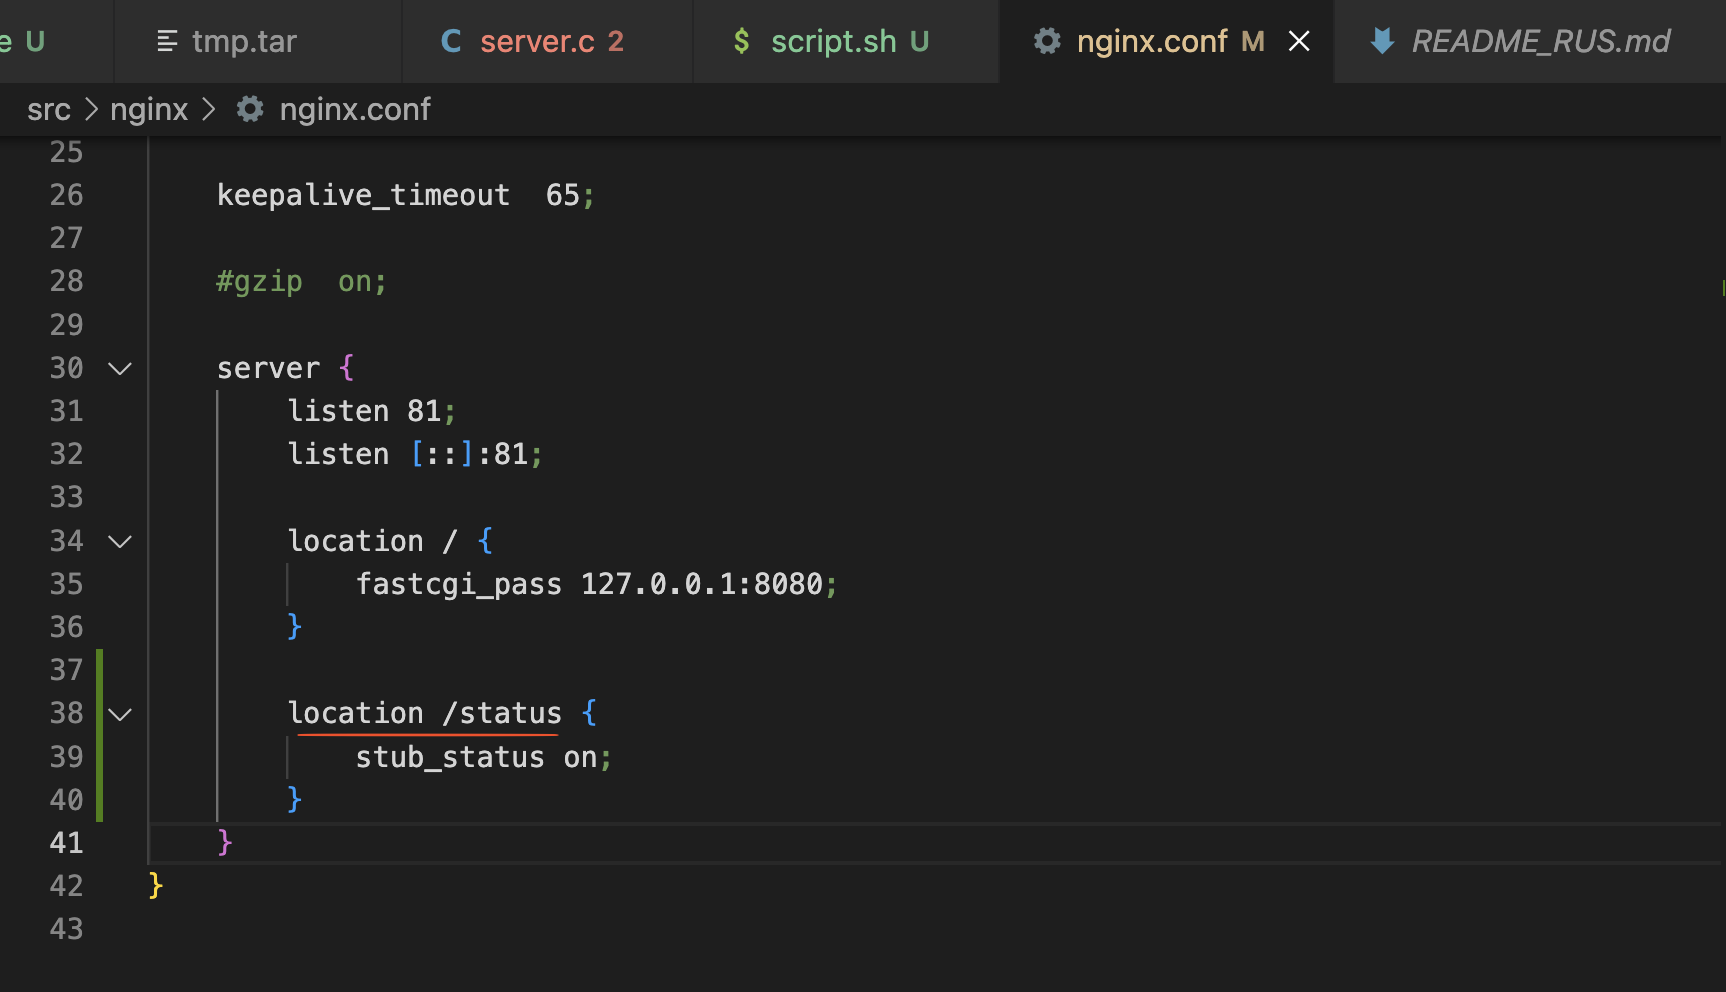 e U
tmp.tar
C server.c 2
$ script.sh U
nginx.conf M
README_RUS.md
src > nginx > nginx.conf
25
26 keepalive_timeout  65;
27
28 #gzip  on;
29
30 server {
31 listen 81;
32 listen [::]:81;
33
34 location / {
35 fastcgi_pass 127.0.0.1:8080;
36 }
37
38 location /status {
39 stub_status on;
40 }
41 }
42 }
43